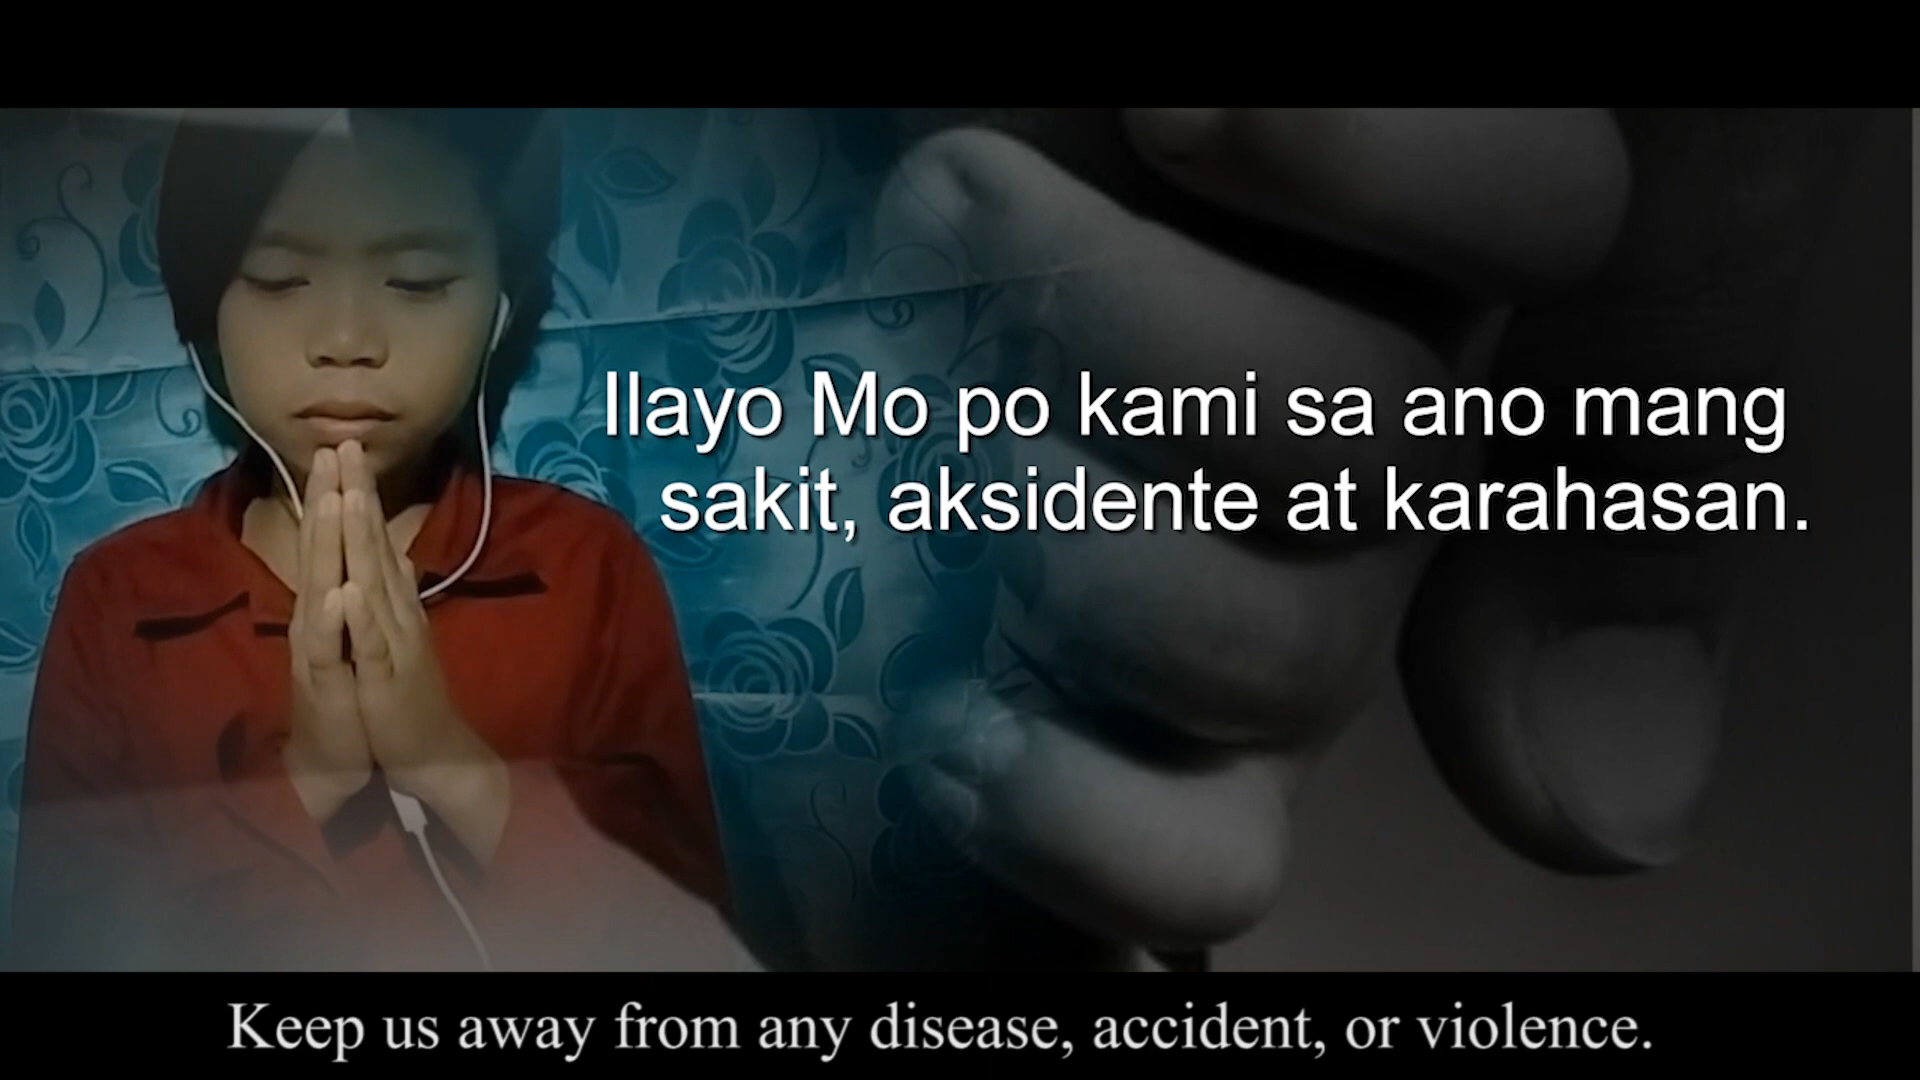 Ilayo Mo po kami sa ano mang
sakit, aksidente at karahasan.
Keep us away from any disease, accident, or violence.